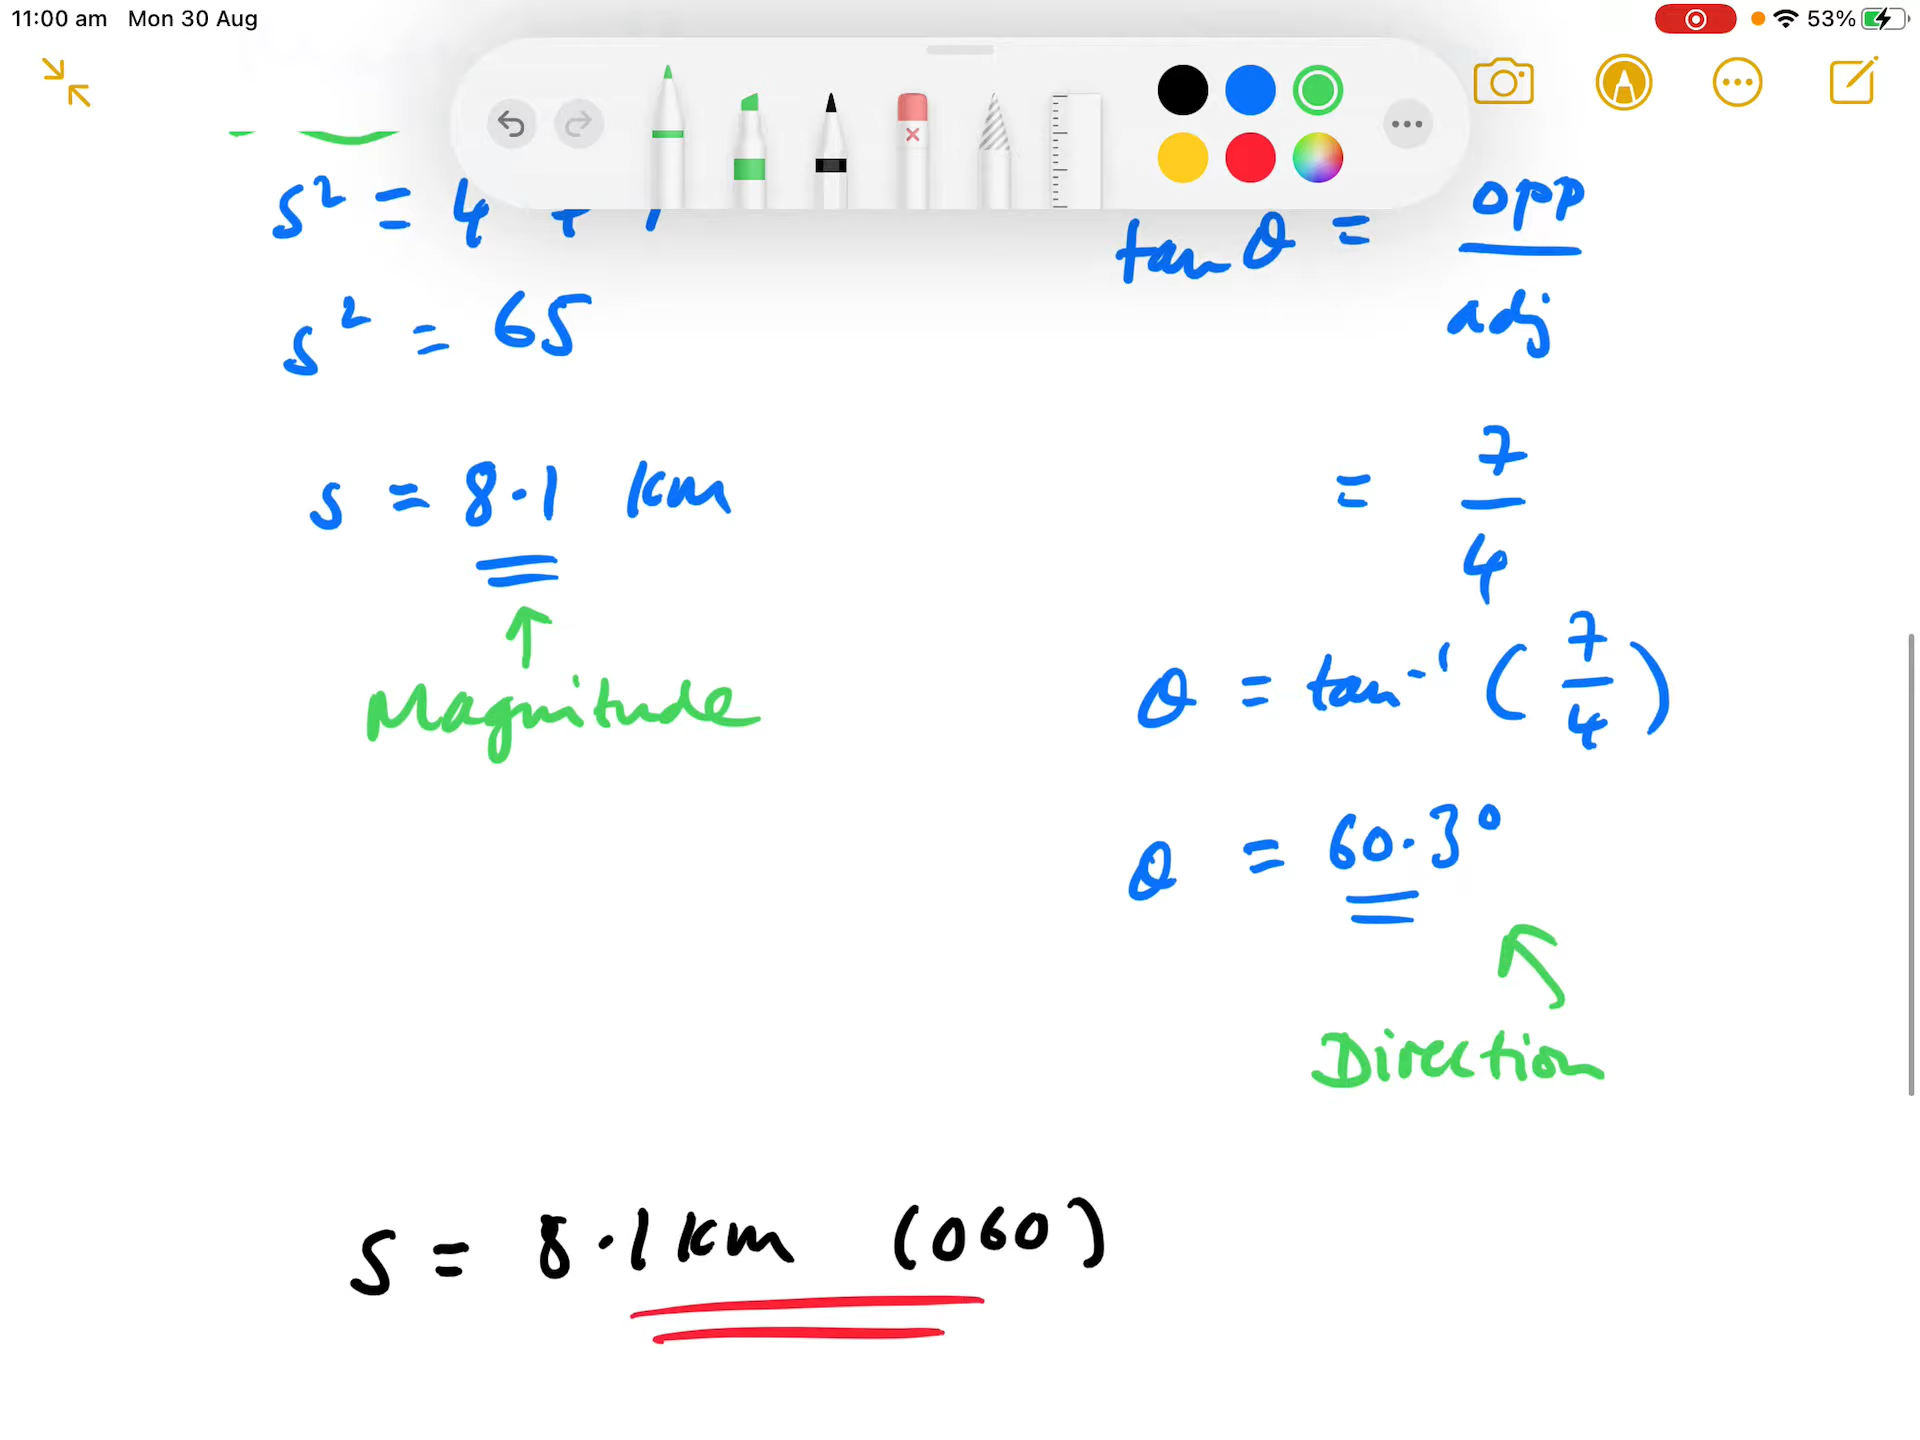 11:00 am Mon 30 Aug
53%
s² = 4 +
s² = 65
s = 8.1 km
Magnitude
tan θ = opp
adj
= 7
4
θ = tan⁻¹ ( 7
4 )
θ = 60.3°
Direction
s = 8.1 km (060)